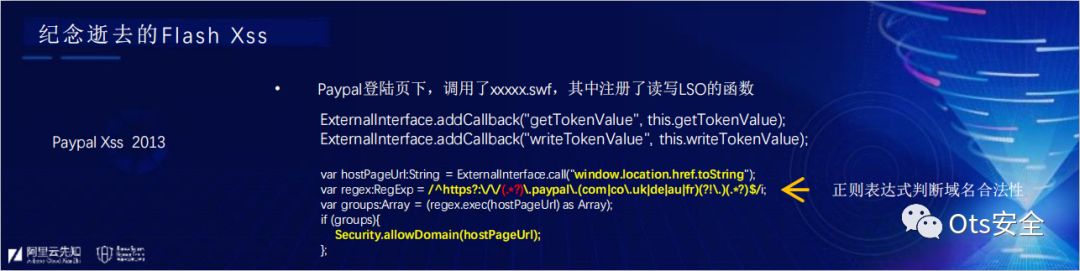 纪念逝去的Flash Xss
• Paypal登陆页下，调用了xxxxx.swf，其中注册了读写LSO的函数
ExternalInterface.addCallback("getTokenValue", this.getTokenValue);
ExternalInterface.addCallback("writeTokenValue", this.writeTokenValue);
Paypal Xss 2013
var hostPageUrl:String = ExternalInterface.call("window.location.href.toString");
var regex:RegExp = /^https?:\/\/(.*?)\.paypal\.(com|co\.uk|de|au|fr)(?!\.)(.*?)$/i;
正则表达式判断域名合法性
var groups:Array = (regex.exec(hostPageUrl) as Array);
if (groups){
Security.allowDomain(hostPageUrl);
};
Ots安全
阿里云先知